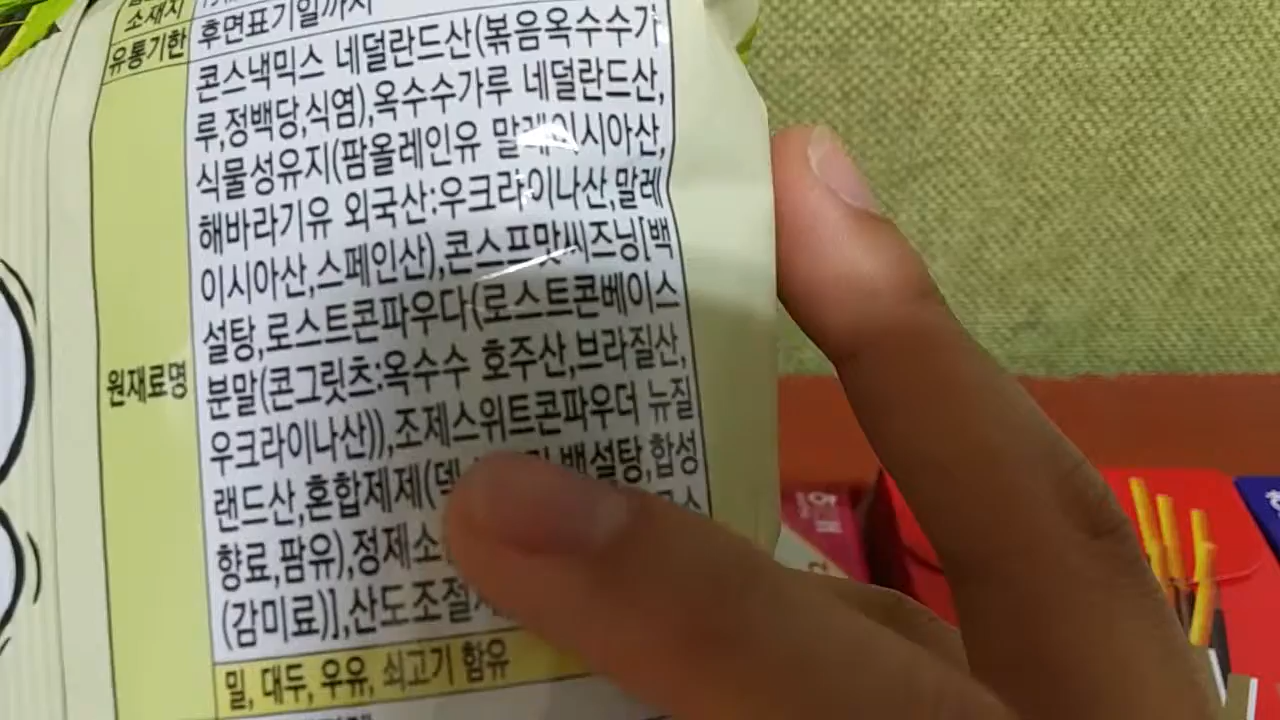 소재지
유통기한 후면표기일까지
원재료명
콘스낵믹스 네덜란드산(볶음옥수수가
루,정백당,식염),옥수수가루 네덜란드산,
식물성유지(팜올레인유 말레이시아산,
해바라기유 외국산:우크라이나산,말레
이시아산,스페인산),콘스프맛씨즈닝[백
설탕,로스트콘파우다(로스트콘베이스
분말(콘그릿츠:옥수수 호주산,브라질산,
우크라이나산)),조제스위트콘파우더 뉴질
랜드산,혼합제제(덱 백설탕,합성
향료,팜유),정제소
(감미료)],산도조절
밀, 대두, 우유, 쇠고기 함유